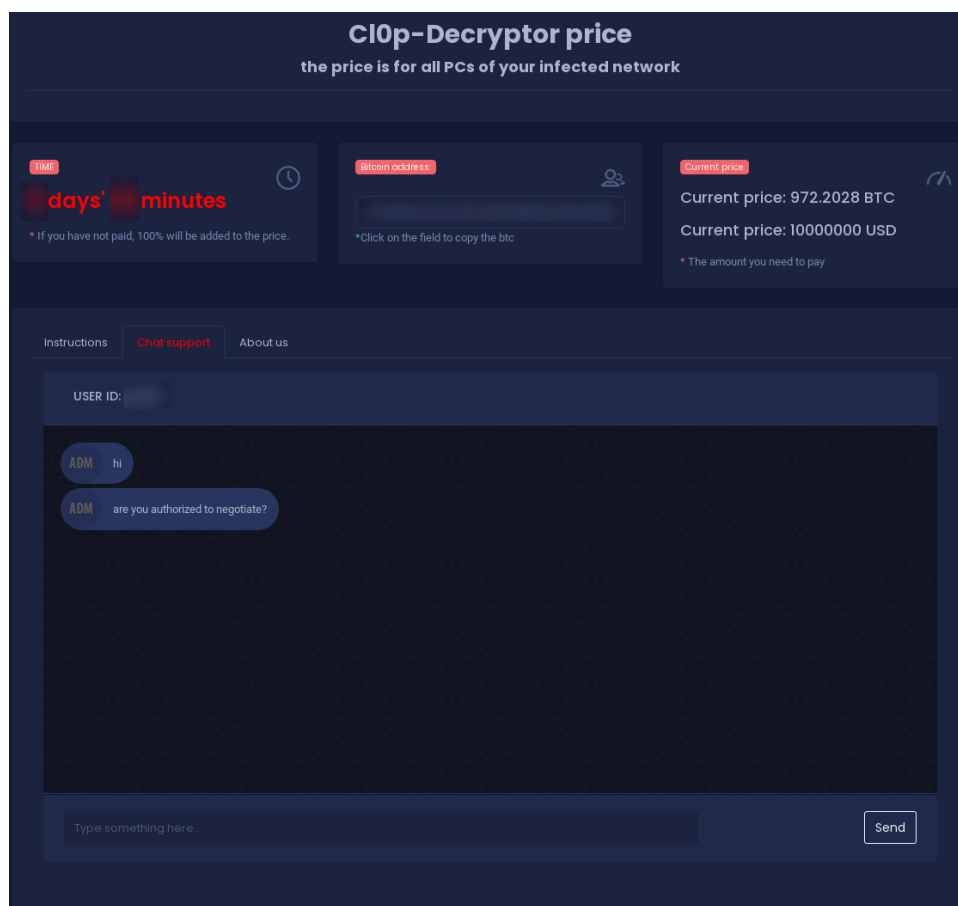 Cl0p-Decryptor price
the price is for all PCs of your infected network
TIME
days' minutes
* If you have not paid, 100% will be added to the price.
Bitcoin address:
*Click on the field to copy the btc
Current price
Current price: 972.2028 BTC
Current price: 10000000 USD
* The amount you need to pay
Instructions
Chat support
About us
USER ID:
ADM hi
ADM are you authorized to negotiate?
Type something here...
Send